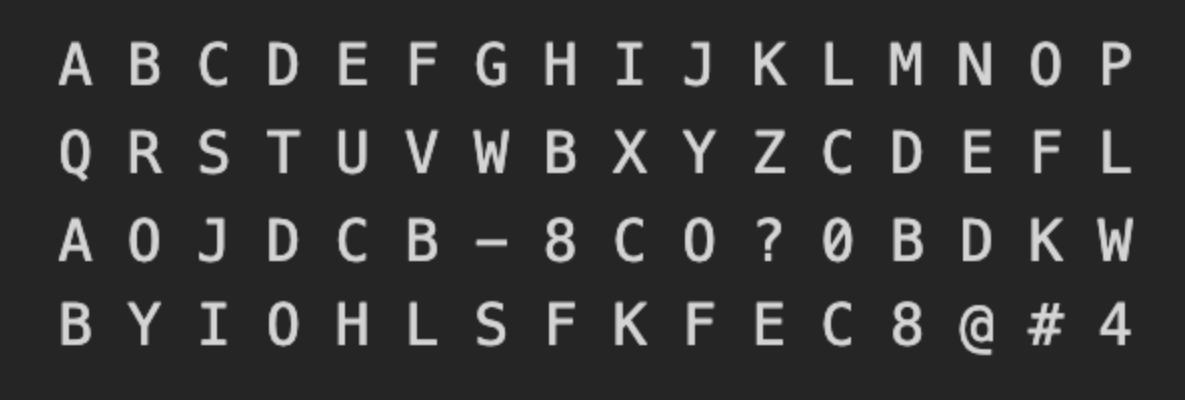 A B C D E F G H I J K L M N O P
Q R S T U V W B X Y Z C D E F L
A O J D C B – 8 C O ? 0 B D K W
B Y I O H L S F K F E C 8 @ # 4